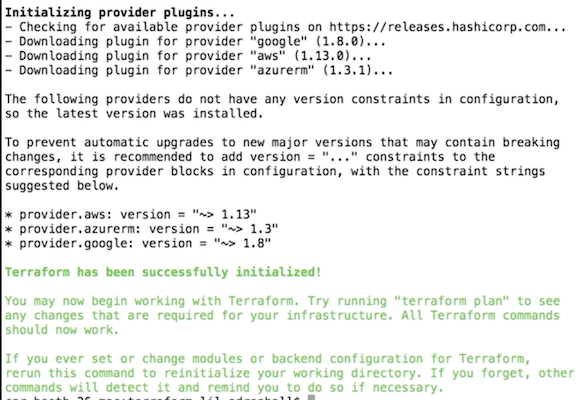 Initializing provider plugins...
- Checking for available provider plugins on https://releases.hashicorp.com...
- Downloading plugin for provider "google" (1.8.0)...
- Downloading plugin for provider "aws" (1.13.0)...
- Downloading plugin for provider "azurerm" (1.3.1)...
The following providers do not have any version constraints in configuration,
so the latest version was installed.
To prevent automatic upgrades to new major versions that may contain breaking
changes, it is recommended to add version = "..." constraints to the
corresponding provider blocks in configuration, with the constraint strings
suggested below.
* provider.aws: version = "~> 1.13"
* provider.azurerm: version = "~> 1.3"
* provider.google: version = "~> 1.8"
Terraform has been successfully initialized!
You may now begin working with Terraform. Try running "terraform plan" to see
any changes that are required for your infrastructure. All Terraform commands
should now work.
If you ever set or change modules or backend configuration for Terraform,
rerun this command to reinitialize your working directory. If you forget, other
commands will detect it and remind you to do so if necessary.